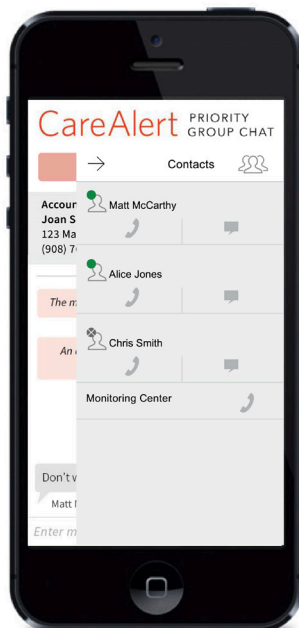 CareAlert PRIORITY
GROUP CHAT
Contacts
Accoun
Joan S
123 Ma
(908) 7
Matt McCarthy
The m
Alice Jones
An
Chris Smith
Monitoring Center
Don't w
Matt
Enter m